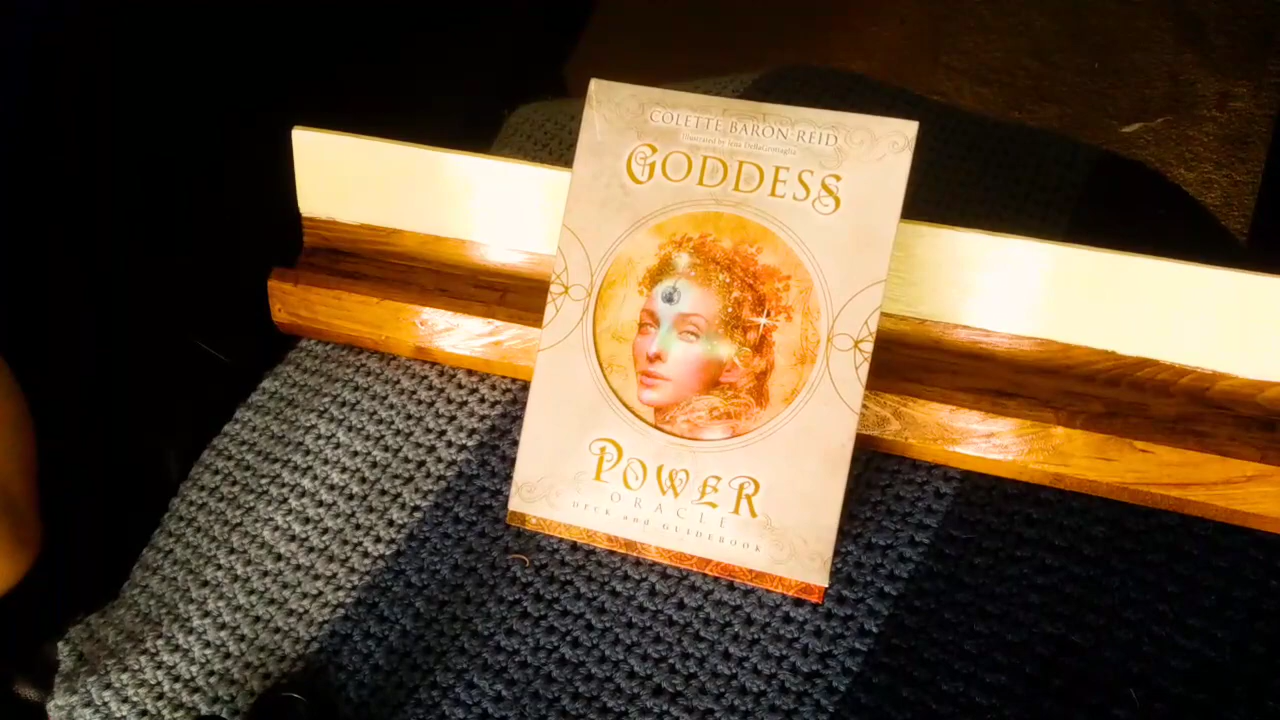 COLETTE BARON-REID
Illustrated by Jena DellaGrottaglia
GODDESS
POWER
ORACLE
DECK and GUIDEBOOK